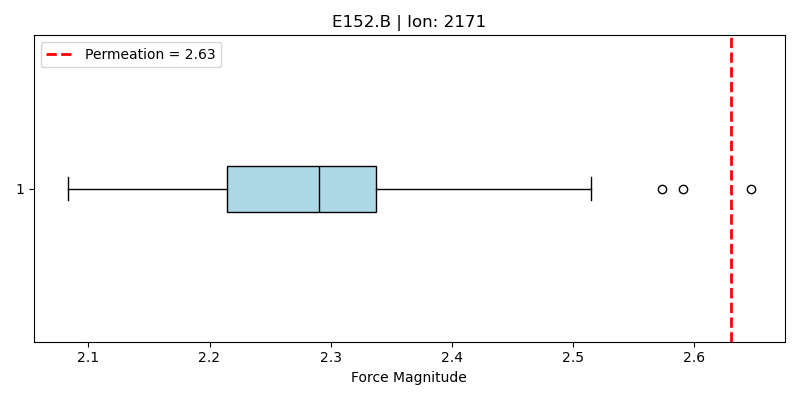 E152.B | Ion: 2171
Permeation = 2.63
1
2.1 2.2 2.3 2.4 2.5 2.6
Force Magnitude